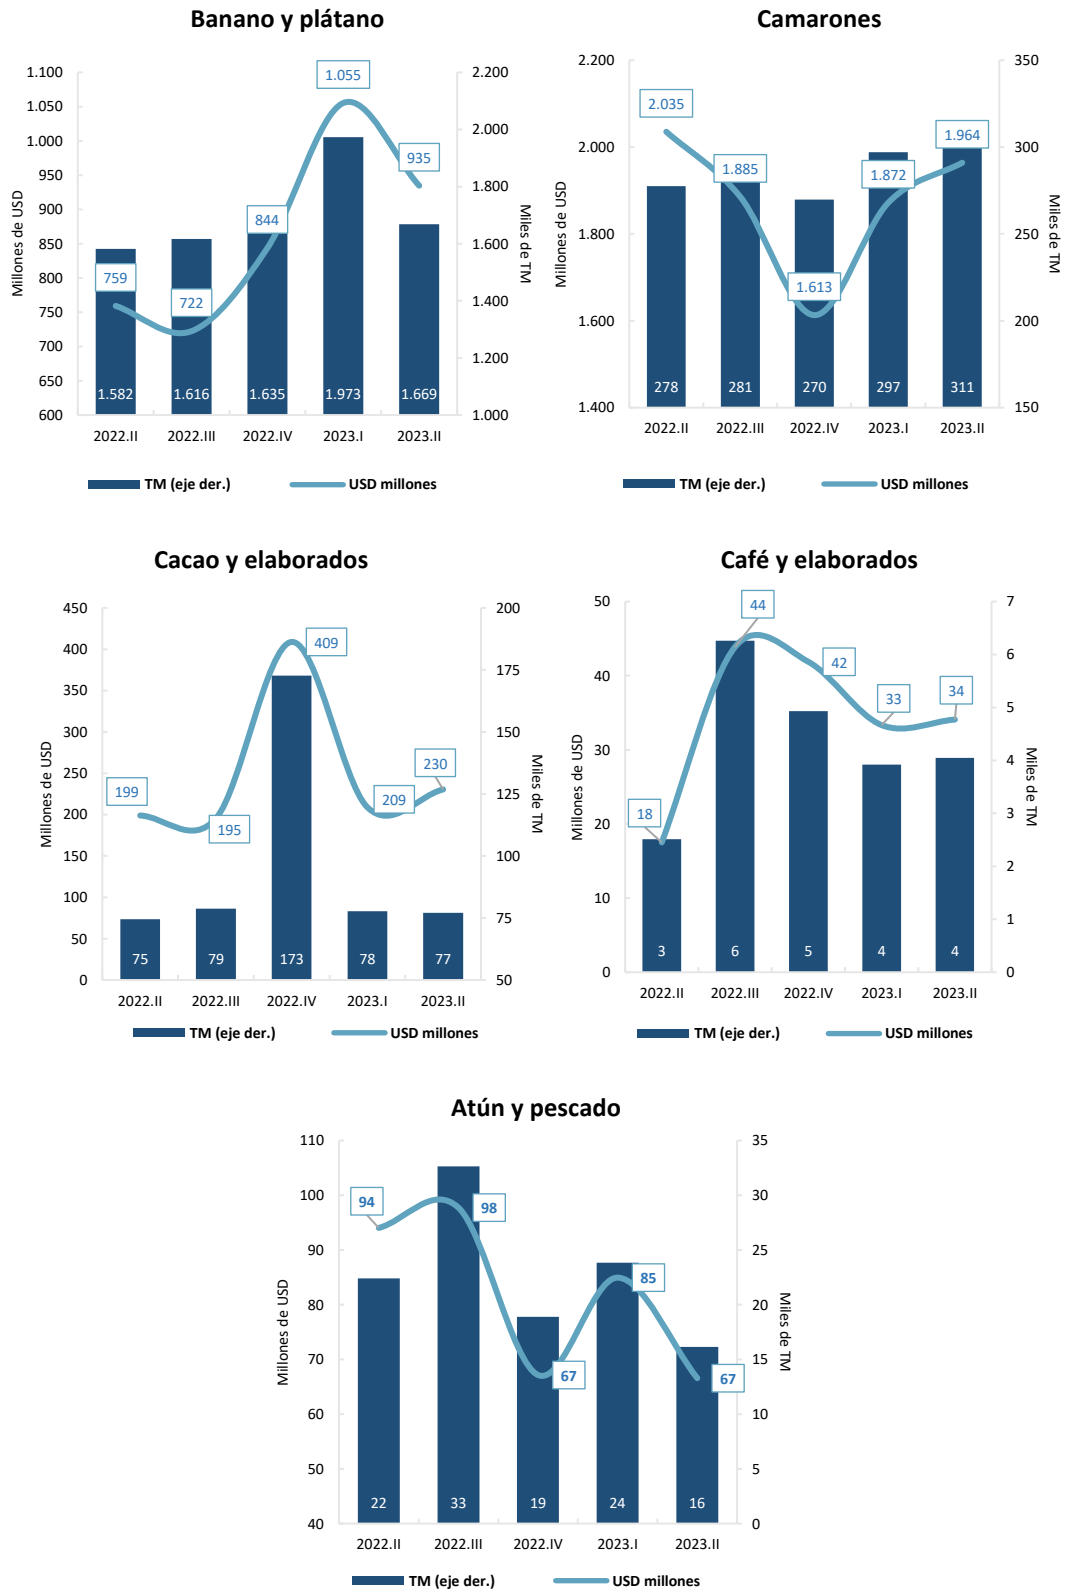 Banano y plátano
Millones de USD
1.100
1.050
1.000
950
900
850
800
750
700
650
600
2.200
2.000
1.800
1.600
1.400
1.200
1.000
Miles de TM
759
722
844
1.055
935
1.582
1.616
1.635
1.973
1.669
2022.II
2022.III
2022.IV
2023.I
2023.II
TM (eje der.)
USD millones
Camarones
Millones de USD
2.200
2.000
1.800
1.600
1.400
350
300
250
200
150
Miles de TM
2.035
1.885
1.613
1.872
1.964
278
281
270
297
311
2022.II
2022.III
2022.IV
2023.I
2023.II
TM (eje der.)
USD millones
Cacao y elaborados
Millones de USD
450
400
350
300
250
200
150
100
50
0
200
175
150
125
100
75
50
Miles de TM
199
195
409
209
230
75
79
173
78
77
2022.II
2022.III
2022.IV
2023.I
2023.II
TM (eje der.)
USD millones
Café y elaborados
Millones de USD
50
40
30
20
10
0
7
6
5
4
3
2
1
0
Miles de TM
18
44
42
33
34
3
6
5
4
4
2022.II
2022.III
2022.IV
2023.I
2023.II
TM (eje der.)
USD millones
Atún y pescado
Millones de USD
110
100
90
80
70
60
50
40
35
30
25
20
15
10
5
0
Miles de TM
94
98
67
85
67
22
33
19
24
16
2022.II
2022.III
2022.IV
2023.I
2023.II
TM (eje der.)
USD millones